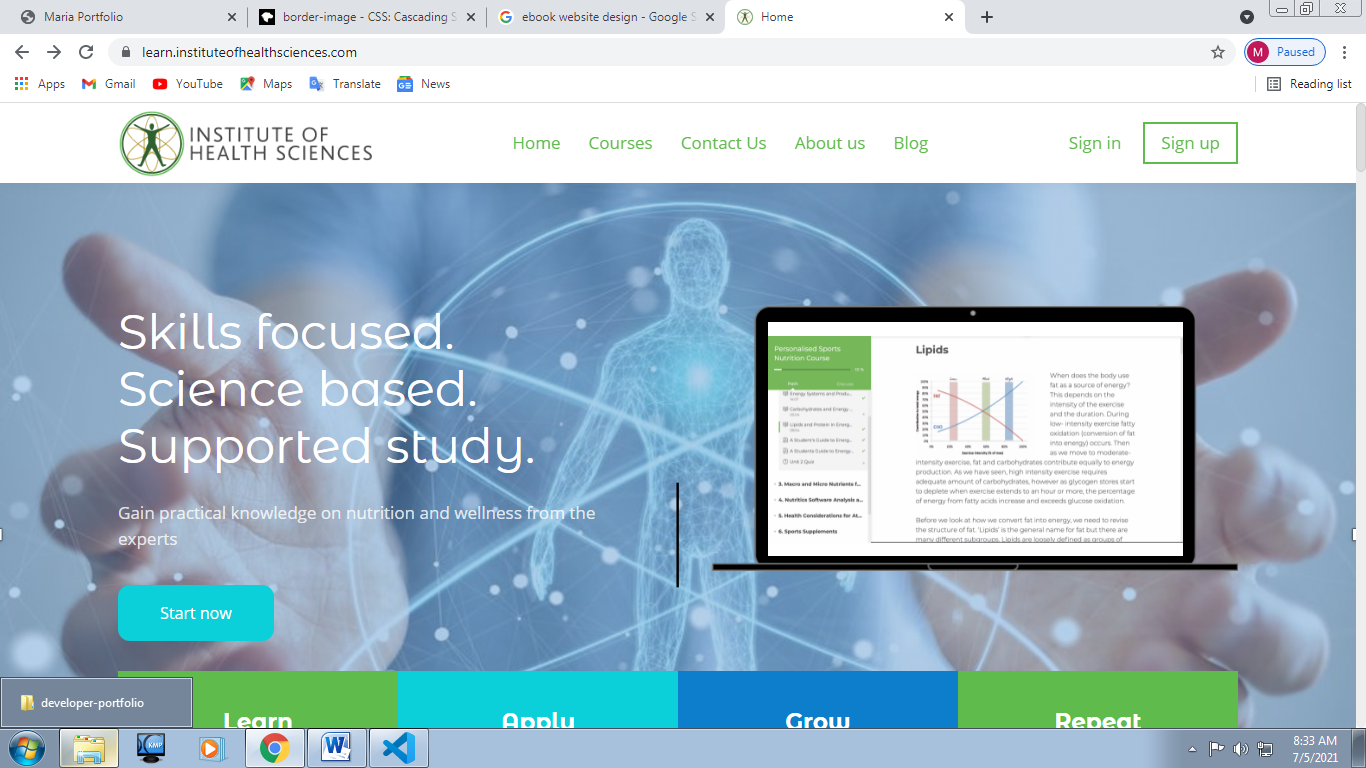 Maria Portfolio
border-image - CSS: Cascading S
ebook website design - Google S
Home
learn.instituteofhealthsciences.com
M Paused
Apps
Gmail
YouTube
Maps
Translate
News
Reading list
INSTITUTE OF
HEALTH SCIENCES
Home
Courses
Contact Us
About us
Blog
Sign in
Sign up
Skills focused.
Science based.
Supported study.
Gain practical knowledge on nutrition and wellness from the
experts
Start now
Personalised Sports
Nutrition Course
Energy Systems and Produ...
Carbohydrates and Energy...
Lipids and Protein in Energ...
A Student's Guide to Energ...
A Students Guide to Energy...
Unit 2 Quiz
3. Macro and Micro Nutrients f...
4. Nutritics Software Analysis a...
5. Health Considerations for At...
6. Sports Supplements
Lipids
When does the body use
fat as a source of energy?
This depends on the
intensity of the exercise
and the duration. During
low- intensity exercise fatty
oxidation (conversion of fat
into energy) occurs. Then
as we move to moderate-
intensity exercise, fat and carbohydrates contribute equally to energy
production. As we have seen, high intensity exercise requires
adequate amount of carbohydrates, however as glycogen stores start
to deplete when exercise extends to an hour or more, the percentage
of energy from fatty acids increase and exceeds glucose oxidation.
Before we look at how we convert fat into energy, we need to revise
the structure of fat. 'Lipids' is the general name for fat but there are
many different subgroups. Lipids are loosely defined as groups of
Learn
Apply
Grow
Repeat
developer-portfolio
KMP
8:33 AM
7/5/2021